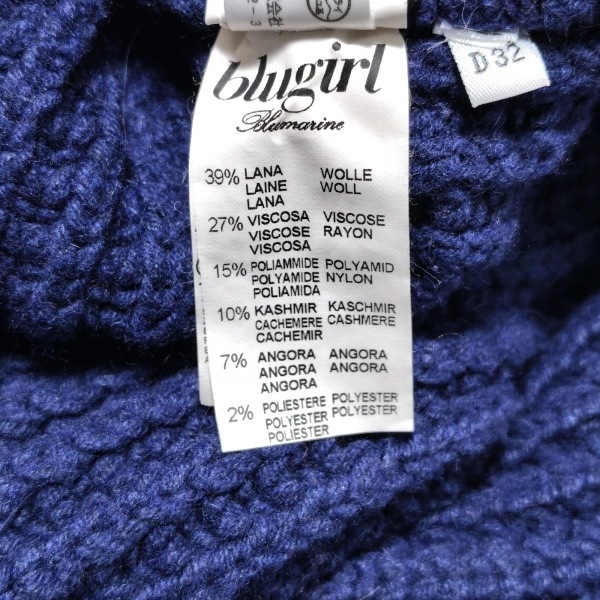 blugirl
Blumarine
39% LANA WOLLE
LAINE WOLL
LANA
27% VISCOSA VISCOSE
VISCOSE RAYON
VISCOSA
15% POLIAMMIDE POLYAMID
POLYAMIDE NYLON
POLIAMIDA
10% KASHMIR KASCHMIR
CACHEMERE CASHMERE
CACHEMIR
7% ANGORA ANGORA
ANGORA ANGORA
ANGORA
2% POLIESTERE POLYESTER
POLYESTER POLYESTER
POLIESTER
D32